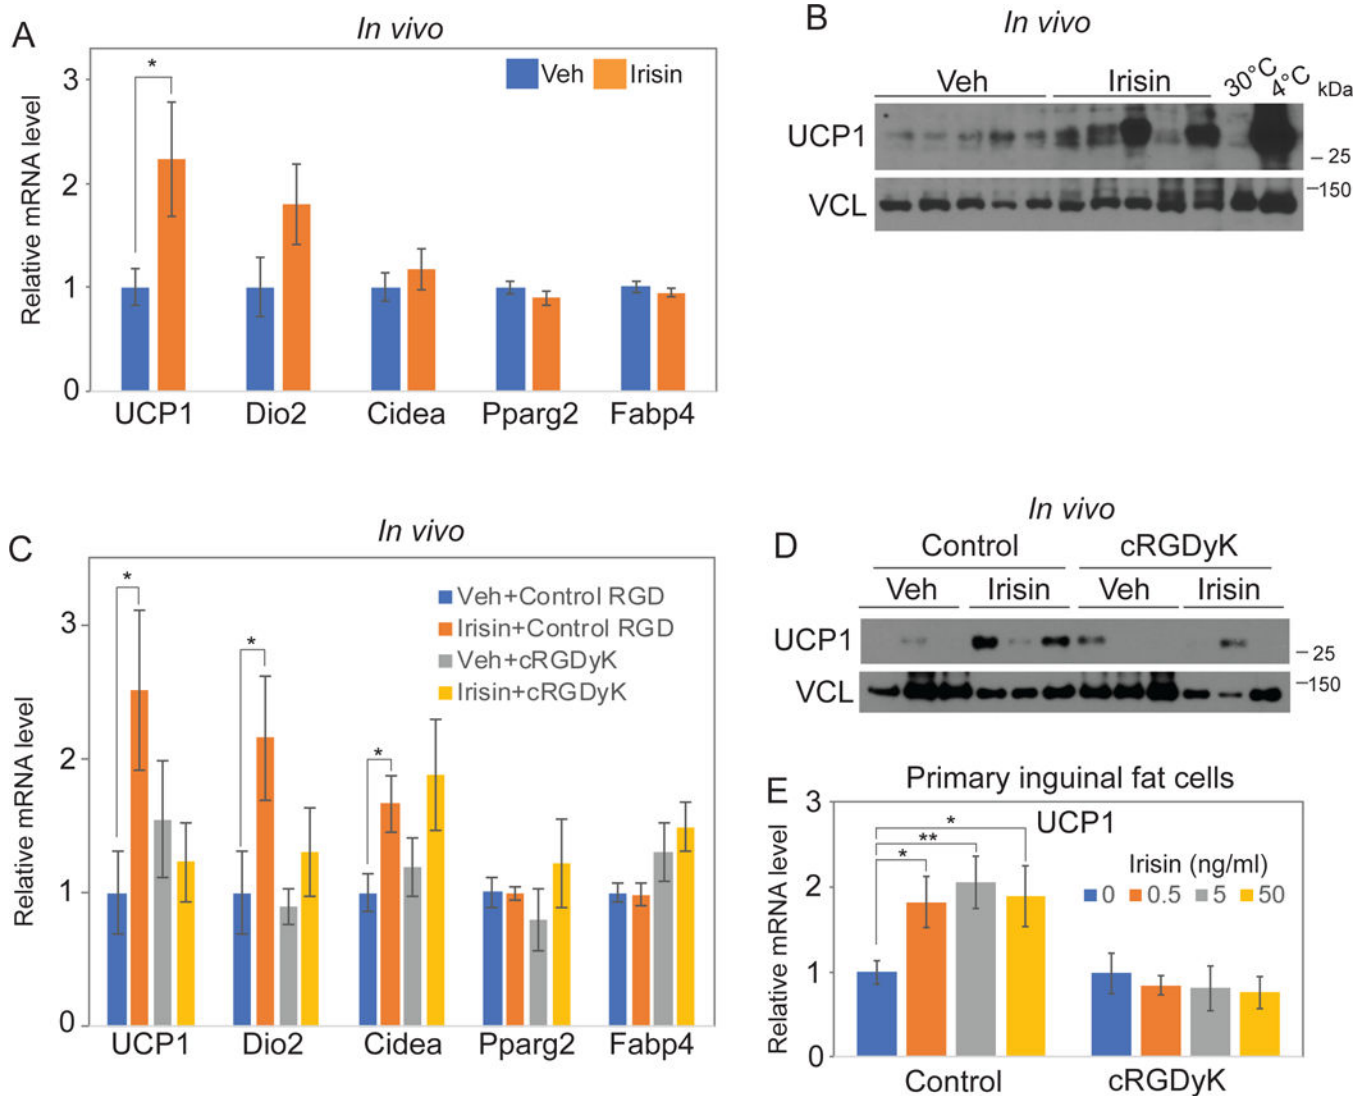 A
In vivo
Relative mRNA level
3
2
1
0
*
Veh Irisin
UCP1 Dio2 Cidea Pparg2 Fabp4
B
In vivo
Veh Irisin 30°C 4°C kDa
UCP1
– 25
–150
VCL
C
In vivo
Relative mRNA level
3
2
1
0
* * *
Veh+Control RGD
Irisin+Control RGD
Veh+cRGDyK
Irisin+cRGDyK
UCP1 Dio2 Cidea Pparg2 Fabp4
In vivo
D
Control cRGDyK
Veh Irisin Veh Irisin
UCP1
– 25
–150
VCL
E
Primary inguinal fat cells
UCP1
Relative mRNA level
3
2
1
0
*
**
*
Irisin (ng/ml)
0 0.5 5 50
Control cRGDyK